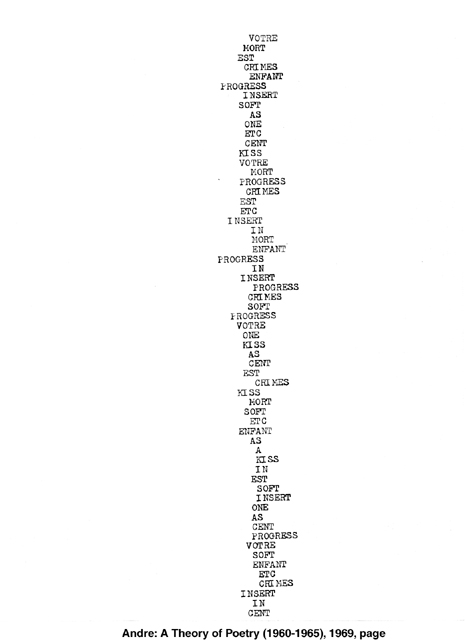 VOTRE
MORT
EST
CRIMES
ENFANT
PROGRESS
INSERT
SOFT
AS
ONE
ETC
CENT
KISS
VOTRE
MORT
PROGRESS
CRIMES
EST
ETC
INSERT
IN
MORT
ENFANT
PROGRESS
IN
INSERT
PROGRESS
CRIMES
SOFT
PROGRESS
VOTRE
ONE
KISS
AS
CENT
EST
CRIMES
KISS
MORT
SOFT
ETC
ENFANT
AS
A
KISS
IN
EST
SOFT
INSERT
ONE
AS
CENT
PROGRESS
VOTRE
SOFT
ENFANT
ETC
CRIMES
INSERT
IN
CENT
Andre: A Theory of Poetry (1960-1965), 1969, page